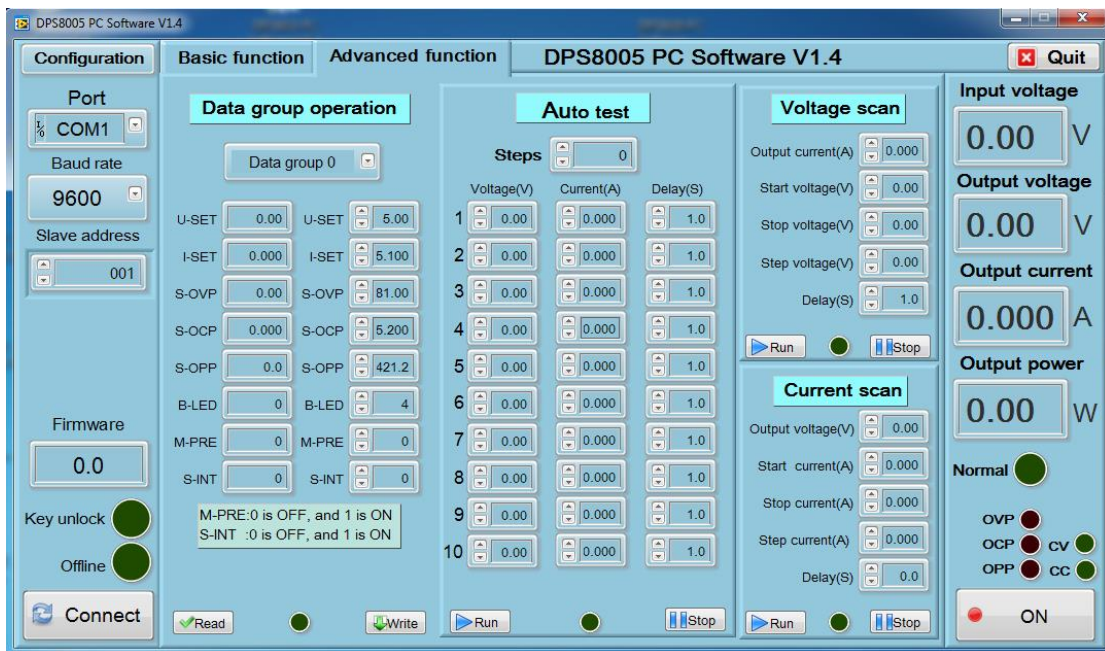 DPS8005 PC Software V1.4
Configuration
Basic function
Advanced function
DPS8005 PC Software V1.4
Quit
Port
COM1
Baud rate
9600
Slave address
001
Firmware
0.0
Key unlock
Offline
Connect
Data group operation
Data group 0
U-SET 0.00 U-SET 5.00
I-SET 0.000 I-SET 5.100
S-OVP 0.00 S-OVP 81.00
S-OCP 0.000 S-OCP 5.200
S-OPP 0.0 S-OPP 421.2
B-LED 0 B-LED 4
M-PRE 0 M-PRE 0
S-INT 0 S-INT 0
M-PRE:0 is OFF, and 1 is ON
S-INT :0 is OFF, and 1 is ON
Read Write
Auto test
Steps 0
Voltage(V) Current(A) Delay(S)
1 0.00 0.000 1.0
2 0.00 0.000 1.0
3 0.00 0.000 1.0
4 0.00 0.000 1.0
5 0.00 0.000 1.0
6 0.00 0.000 1.0
7 0.00 0.000 1.0
8 0.00 0.000 1.0
9 0.00 0.000 1.0
10 0.00 0.000 1.0
Run Stop
Voltage scan
Output current(A) 0.000
Start voltage(V) 0.00
Stop voltage(V) 0.00
Step voltage(V) 0.00
Delay(S) 1.0
Run Stop
Current scan
Output voltage(V) 0.00
Start current(A) 0.000
Stop current(A) 0.000
Step current(A) 0.000
Delay(S) 0.0
Run Stop
Input voltage
0.00 V
Output voltage
0.00 V
Output current
0.000 A
Output power
0.00 W
Normal
OVP
OCP CV
OPP CC
ON